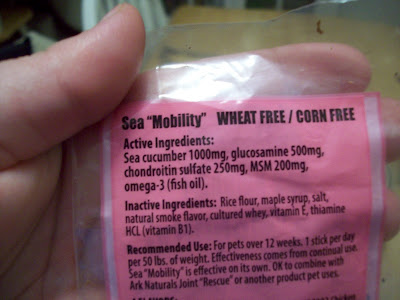 Sea "Mobility" WHEAT FREE / CORN FREE
Active Ingredients:
Sea cucumber 1000mg, glucosamine 500mg,
chondroitin sulfate 250mg, MSM 200mg,
omega-3 (fish oil).
Inactive Ingredients: Rice flour, maple syrup, salt,
natural smoke flavor, cultured whey, vitamin E, thiamine
HCL (vitamin B1).
Recommended Use: For pets over 12 weeks. 1 stick per day
per 50 lbs. of weight. Effectiveness comes from continual use.
Sea "Mobility" is effective on its own. OK to combine with
Ark Naturals Joint "Rescue" or another product pet uses.